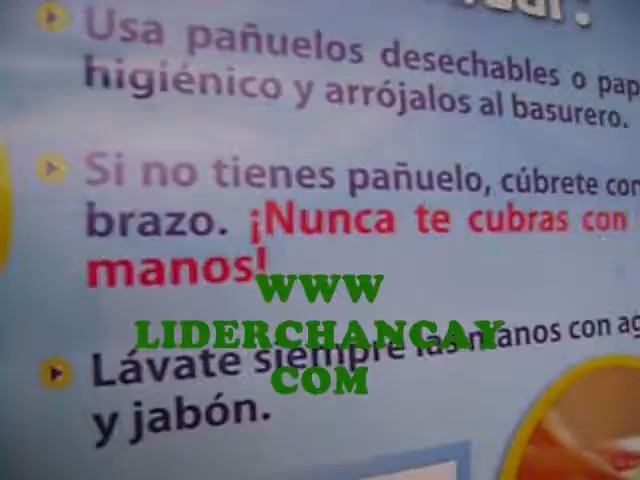 Usa pañuelos desechables o pap
higiénico y arrójalos al basurero.
Si no tienes pañuelo, cúbrete con
brazo. ¡Nunca te cubras con
manos!
WWW
LIDERCHANCAY
COM
Lávate siempre las manos con ag
y jabón.